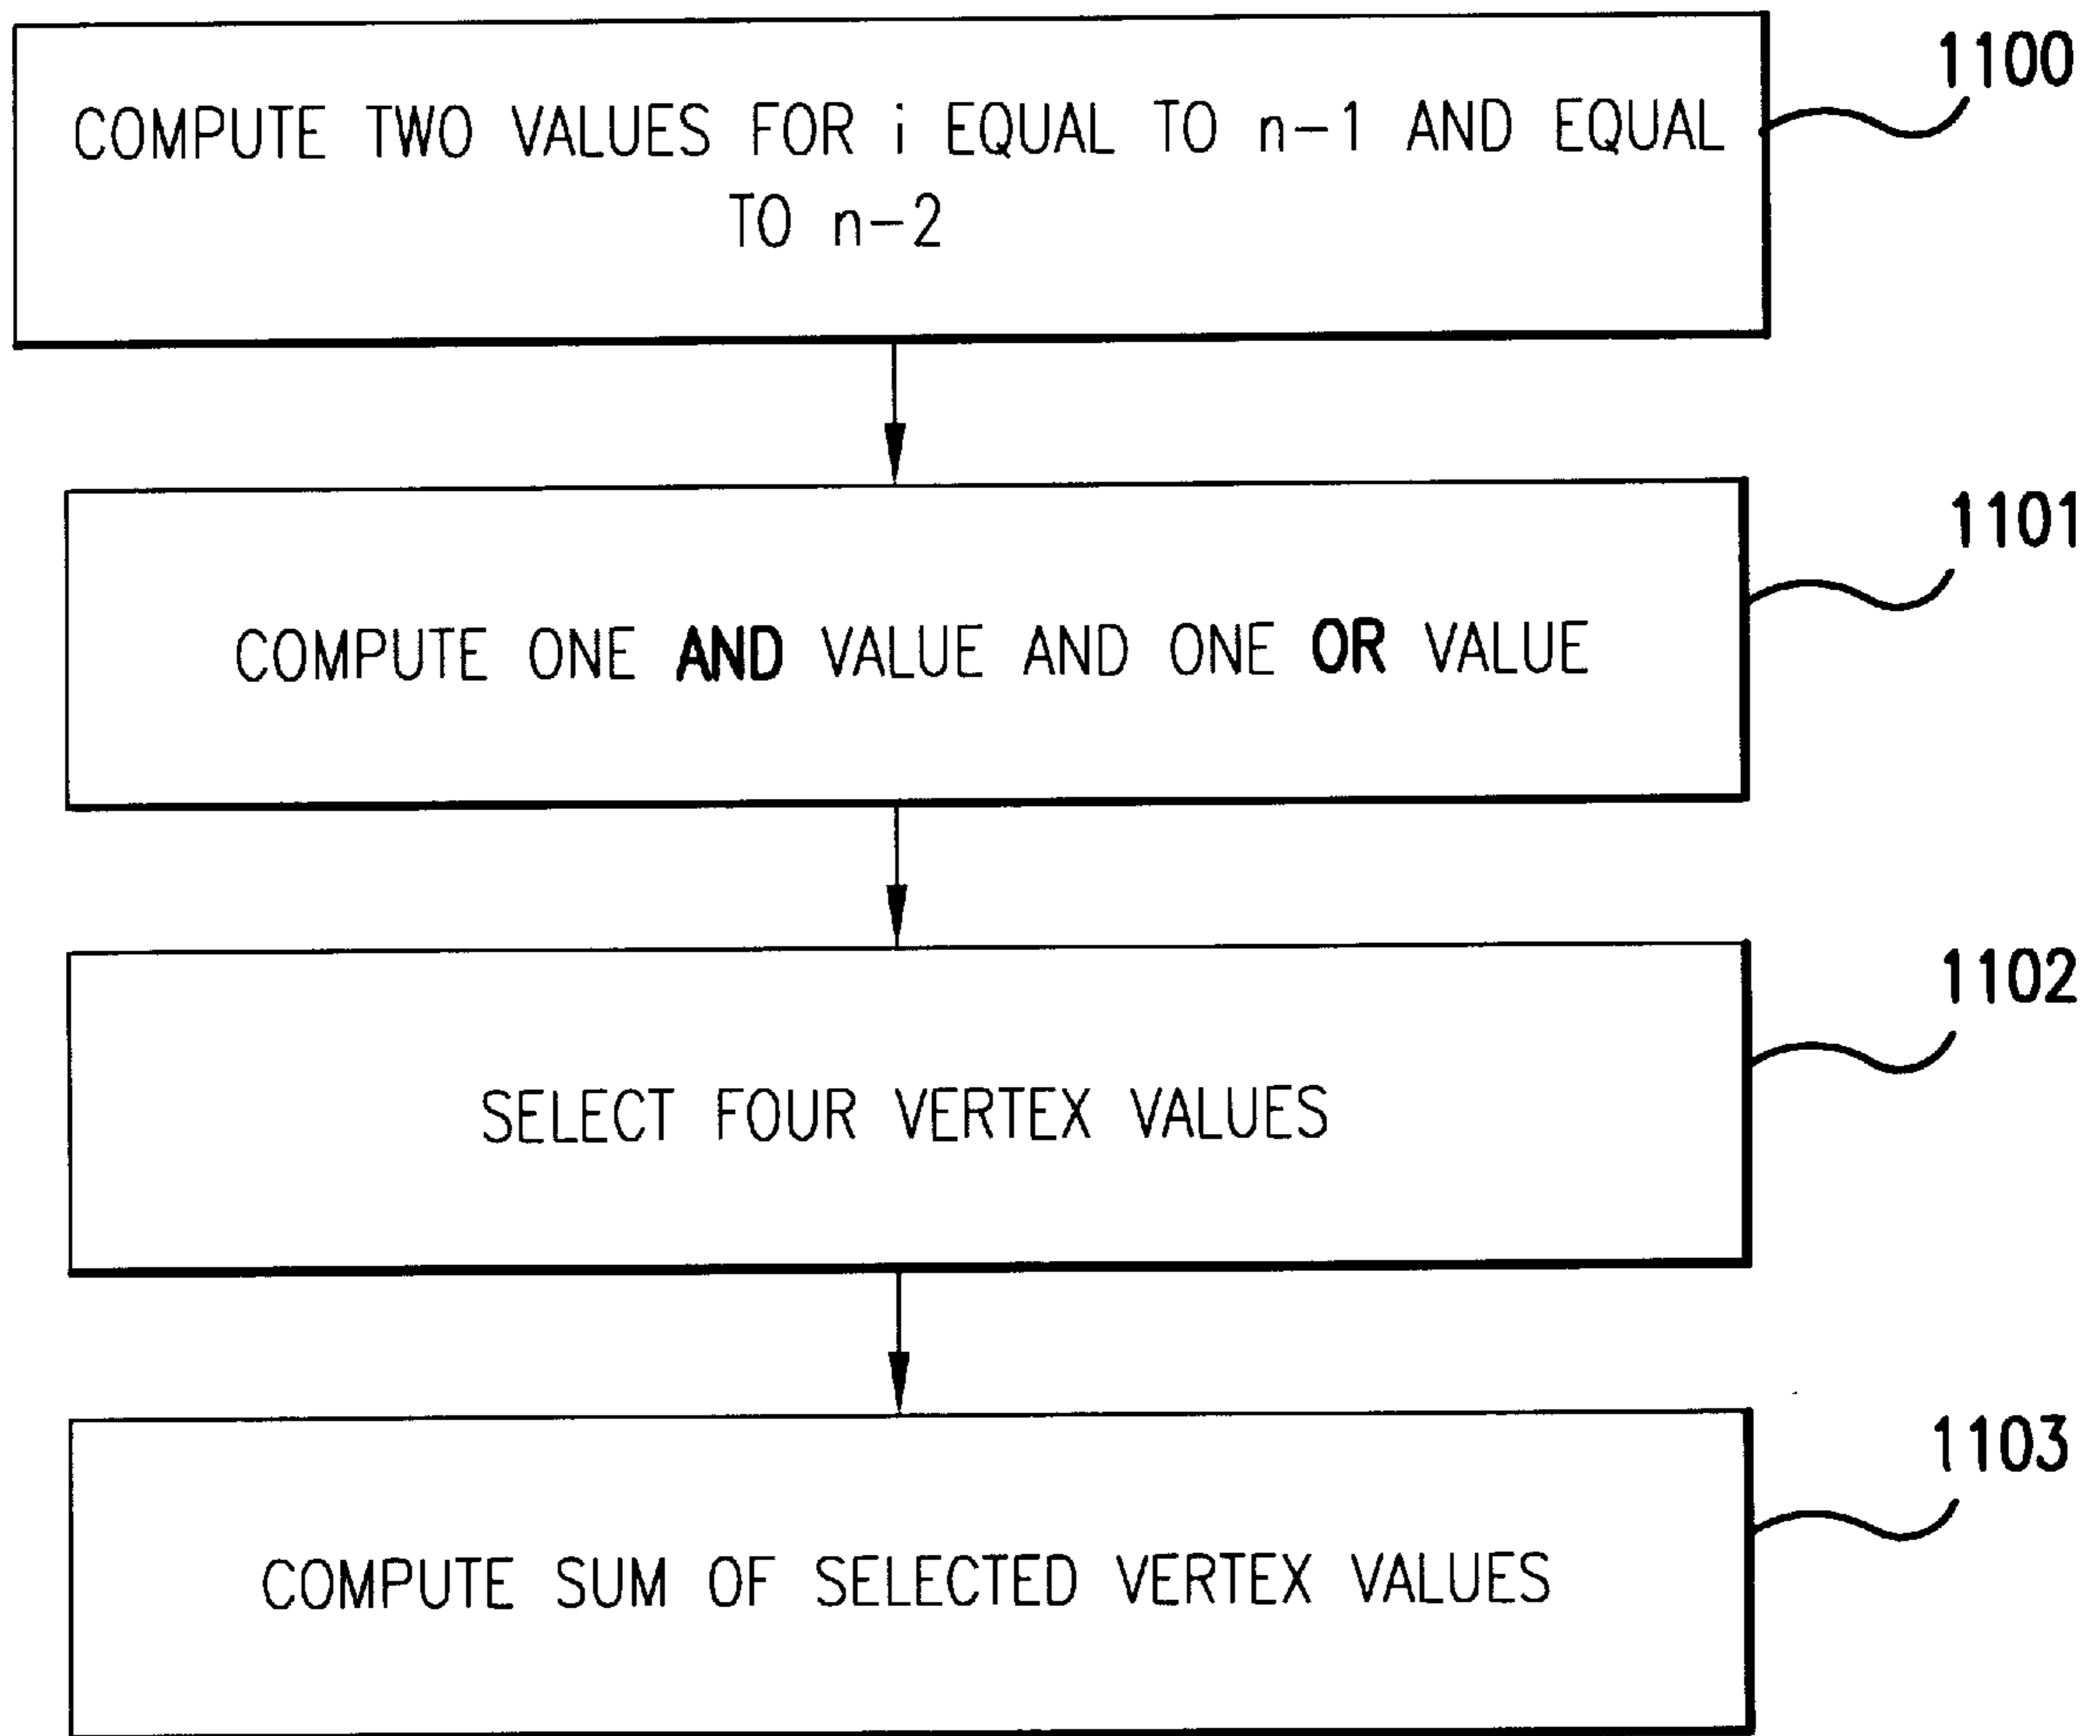 1100
COMPUTE TWO VALUES FOR i EQUAL TO n-1 AND EQUAL
TO n-2
1101
COMPUTE ONE AND VALUE AND ONE OR VALUE
1102
SELECT FOUR VERTEX VALUES
1103
COMPUTE SUM OF SELECTED VERTEX VALUES